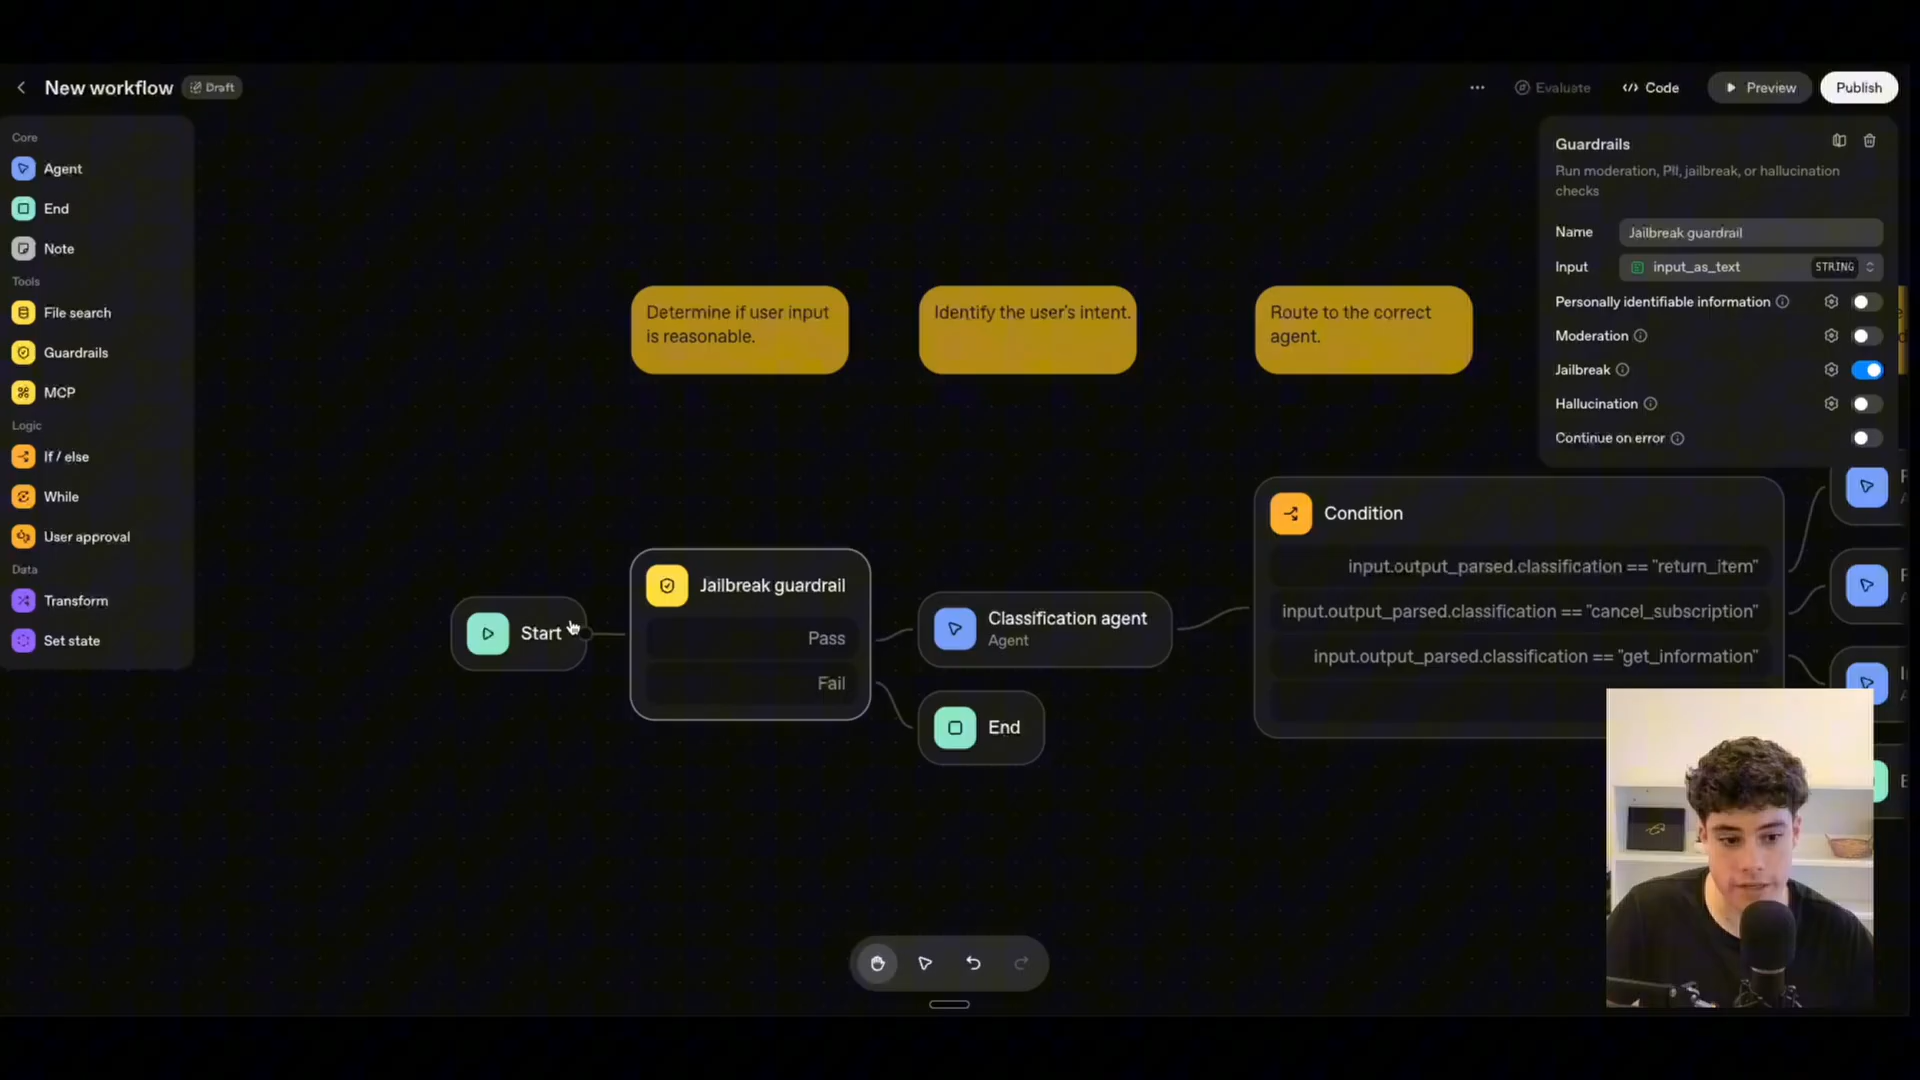 New workflow
Draft
Evaluate
Code
Preview
Publish
Core
Agent
End
Note
Tools
File search
Guardrails
MCP
Logic
If / else
While
User approval
Data
Transform
Set state
Determine if user input
is reasonable.
Identify the user's intent.
Route to the correct
agent.
Start
Jailbreak guardrail
Pass
Fail
Classification agent
Agent
End
Condition
input.output_parsed.classification == "return_item"
input.output_parsed.classification == "cancel_subscription"
input.output_parsed.classification == "get_information"
Guardrails
Run moderation, PII, jailbreak, or hallucination
checks
Name
Jailbreak guardrail
Input
input_as_text
STRING
Personally identifiable information
Moderation
Jailbreak
Hallucination
Continue on error